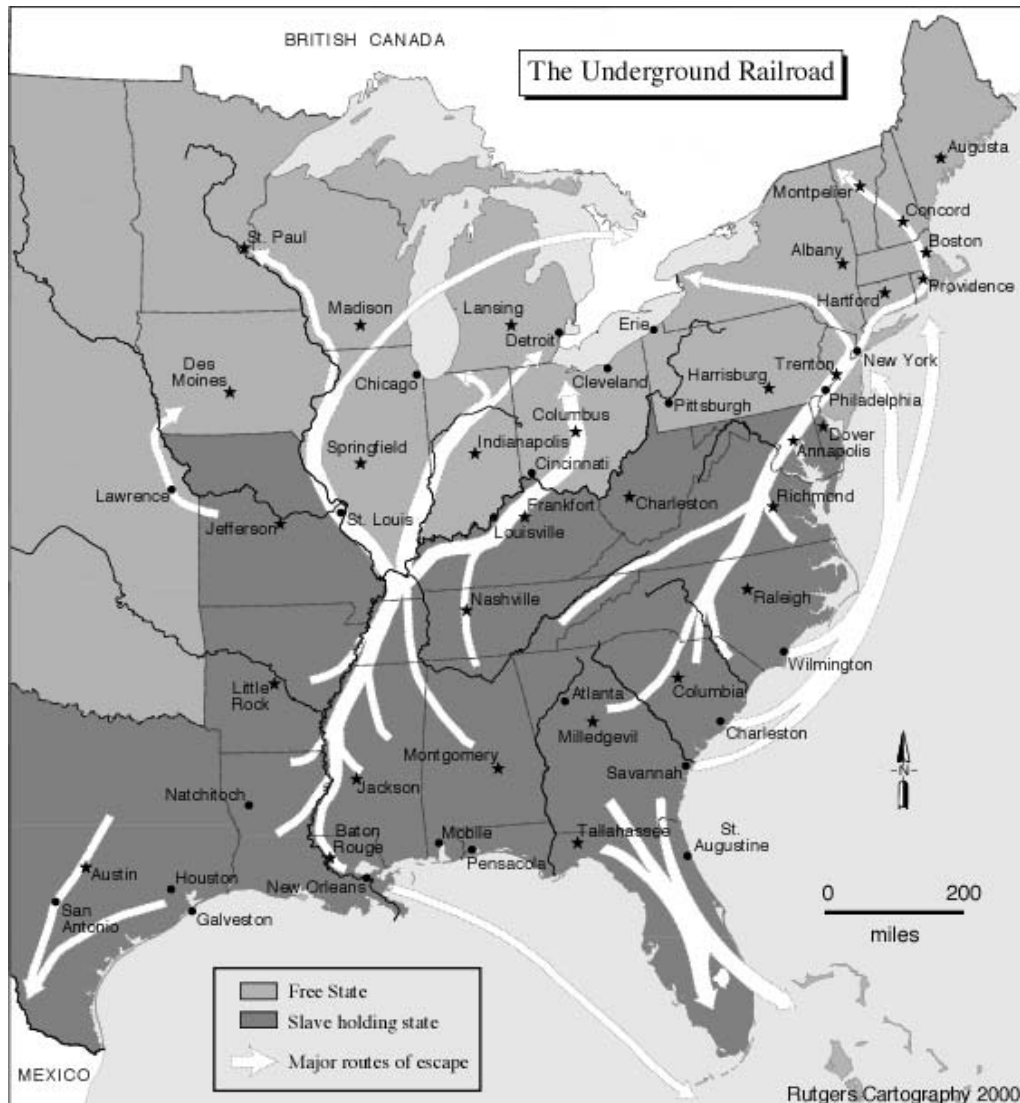 BRITISH CANADA
The Underground Railroad
Augusta
Montpelier
Concord
St. Paul
Albany
Boston
Providence
Hartford
Madison
Lansing
Erie
Detroit
New York
Des
Moines
Chicago
Cleveland
Trenton
Harrisburg
Philadelphia
Pittsburgh
Columbus
Dover
Annapolis
Springfield
Indianapolis
Cincinnati
Lawrence
Charleston
Richmond
Frankfort
Jefferson
St. Louis
Louisville
Nashville
Raleigh
Wilmington
Little
Rock
Atlanta
Columbia
Charleston
Milledgevil
Montgomery
Savannah
Jackson
Natchitoch
N
Baton
Rouge
Moblie
Tallahassee
St.
Augustine
Pensacola
Austin
Houston
New Orleans
San
Antonio
Galveston
0 200
miles
Free State
Slave holding state
Major routes of escape
MEXICO
Rutgers Cartography 2000